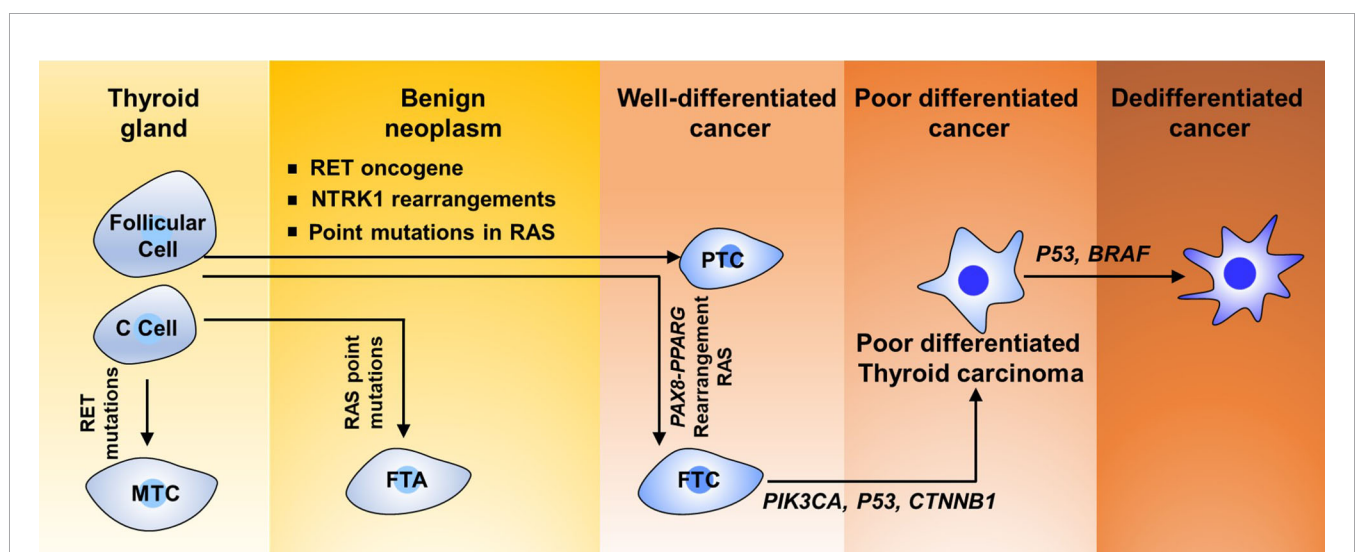 Thyroid
gland
Benign
neoplasm
Well-differentiated
cancer
Poor differentiated
cancer
Dedifferentiated
cancer
▪ RET oncogene
▪ NTRK1 rearrangements
▪ Point mutations in RAS
Follicular
Cell
PTC
P53, BRAF
C Cell
RET
mutations
RAS point
mutations
PAX8-PPARG
Rearrangement
RAS
Poor differentiated
Thyroid carcinoma
MTC
FTA
FTC
PIK3CA, P53, CTNNB1